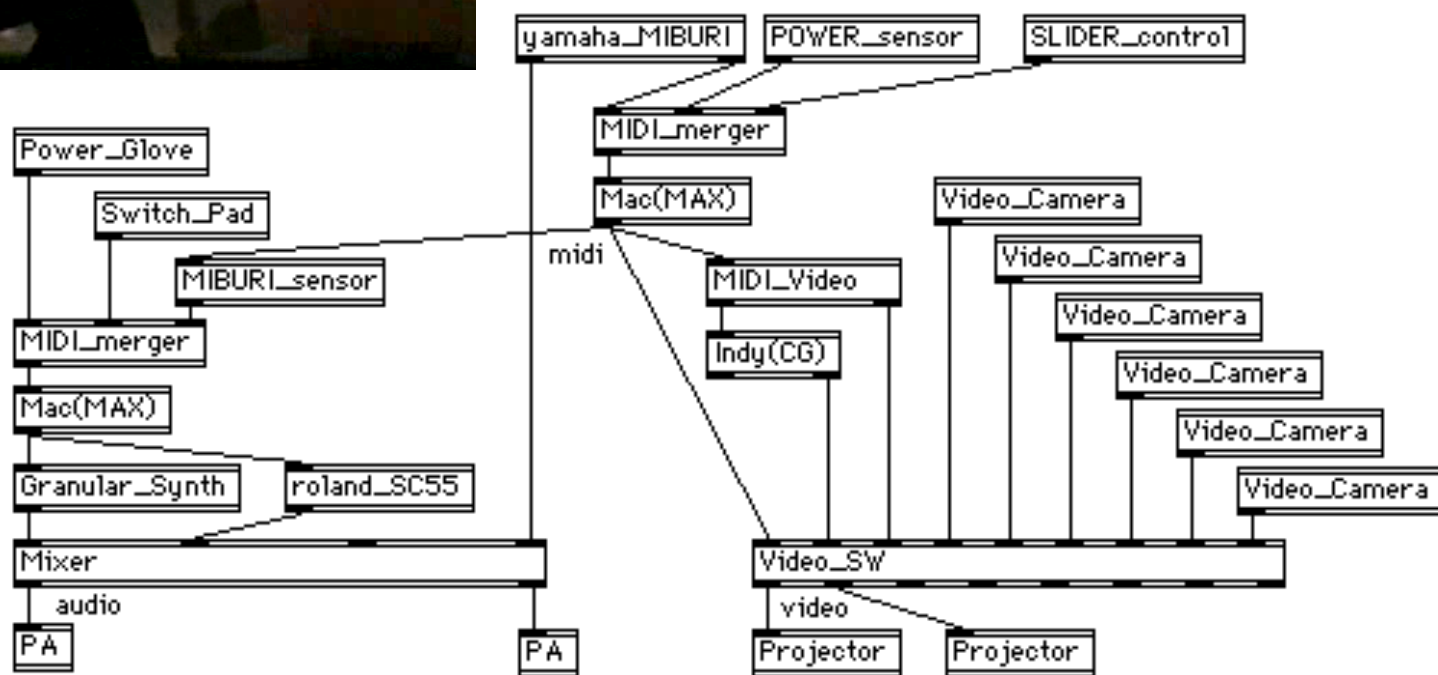 yamaha_MIBURI
POWER_sensor
SLIDER_control
MIDI_merger
Power_Glove
Mac(MAX)
Video_Camera
Switch_Pad
midi
Video_Camera
MIBURI_sensor
MIDI_Video
Video_Camera
MIDI_merger
Indy(CG)
Video_Camera
Mac(MAX)
Video_Camera
Granular_Synth
roland_SC55
Video_Camera
Mixer
Video_SW
audio
video
PA
PA
Projector
Projector